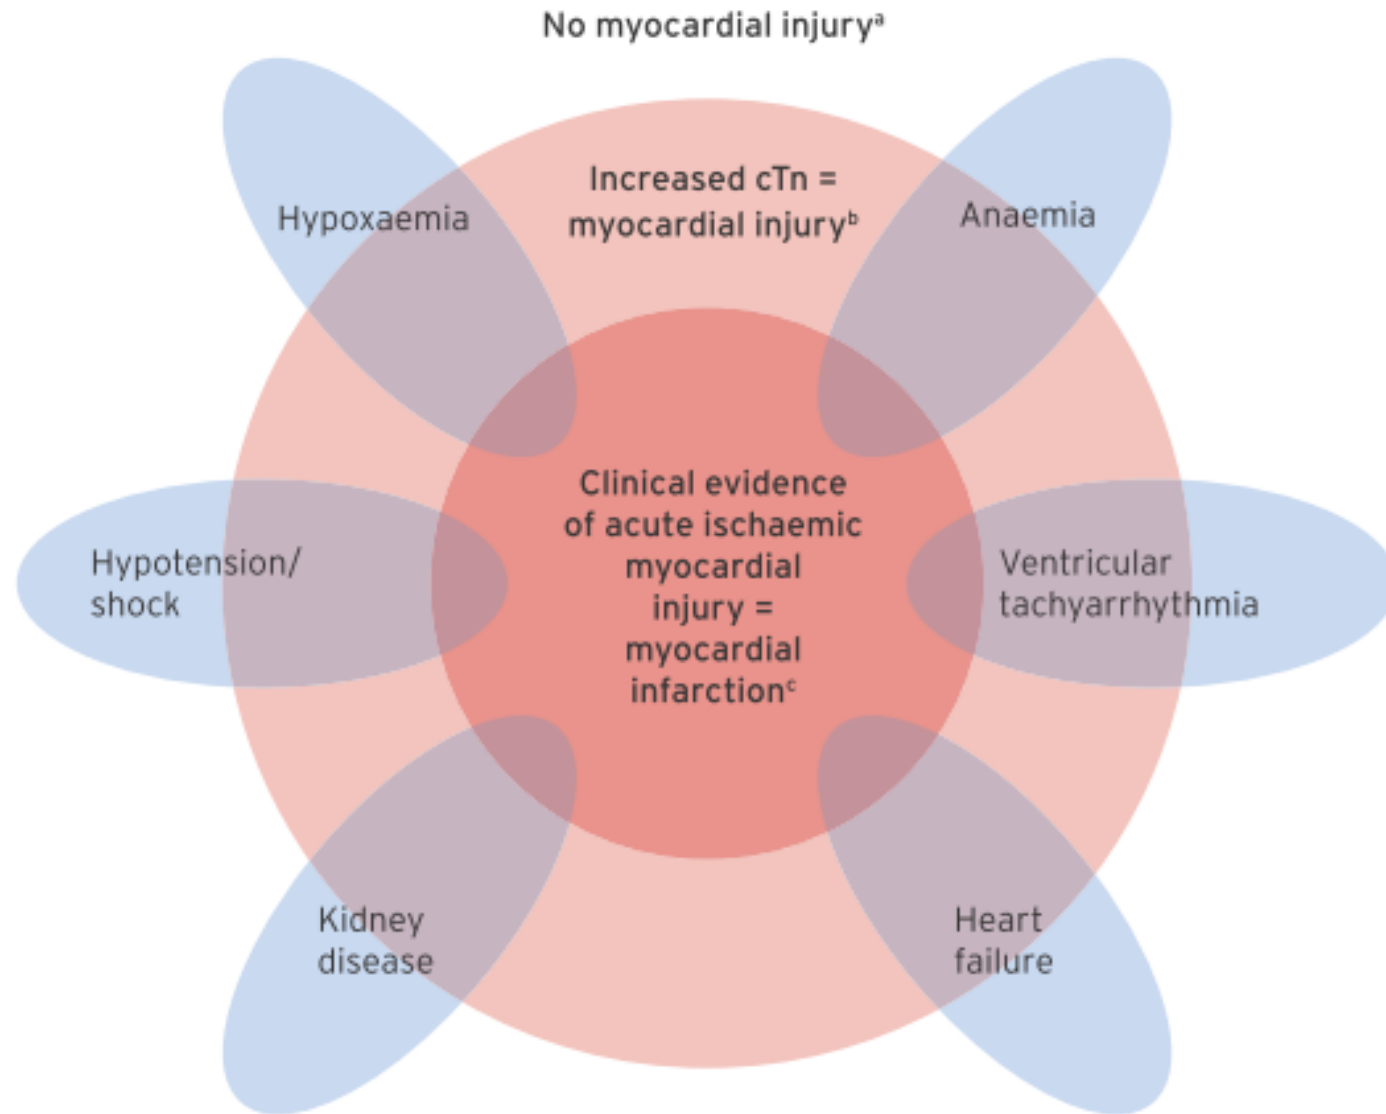 No myocardial injuryᵃ
Increased cTn =
myocardial injuryᵇ
Hypoxaemia
Anaemia
Clinical evidence
of acute ischaemic
myocardial
injury =
myocardial
infarctionᶜ
Hypotension/
shock
Ventricular
tachyarrhythmia
Kidney
disease
Heart
failure